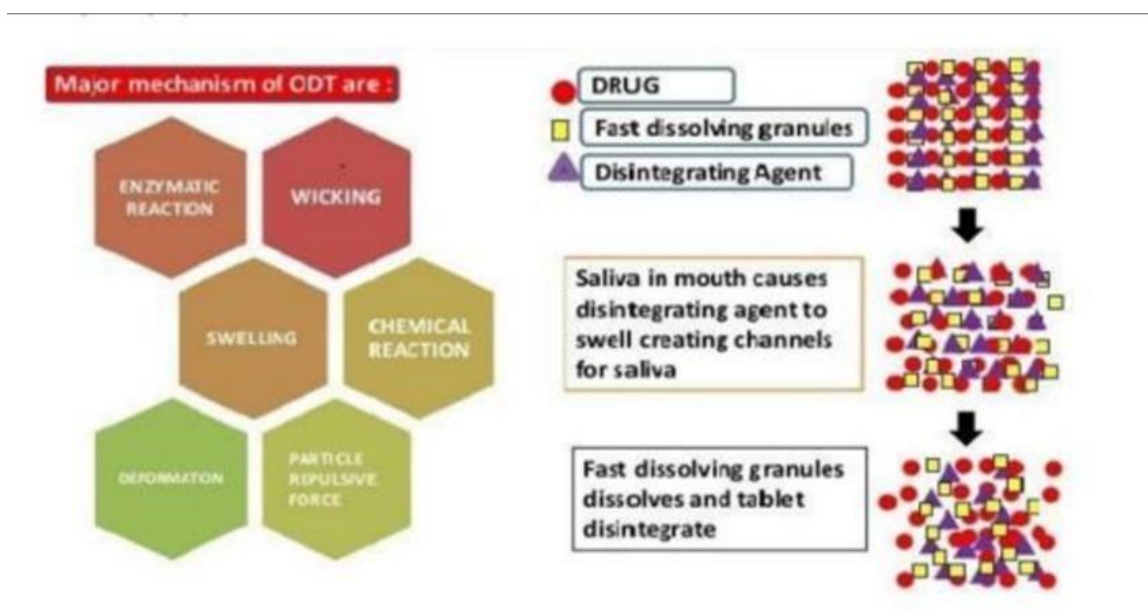 Major mechanism of ODT are :
ENZYMATIC
REACTION
WICKING
SWELLING
CHEMICAL
REACTION
DEFORMATON
PARTICLE
REPULSIVE
FORCE
DRUG
Fast dissolving granules
Disintegrating Agent
Saliva in mouth causes
disintegrating agent to
swell creating channels
for saliva
Fast dissolving granules
dissolves and tablet
disintegrate